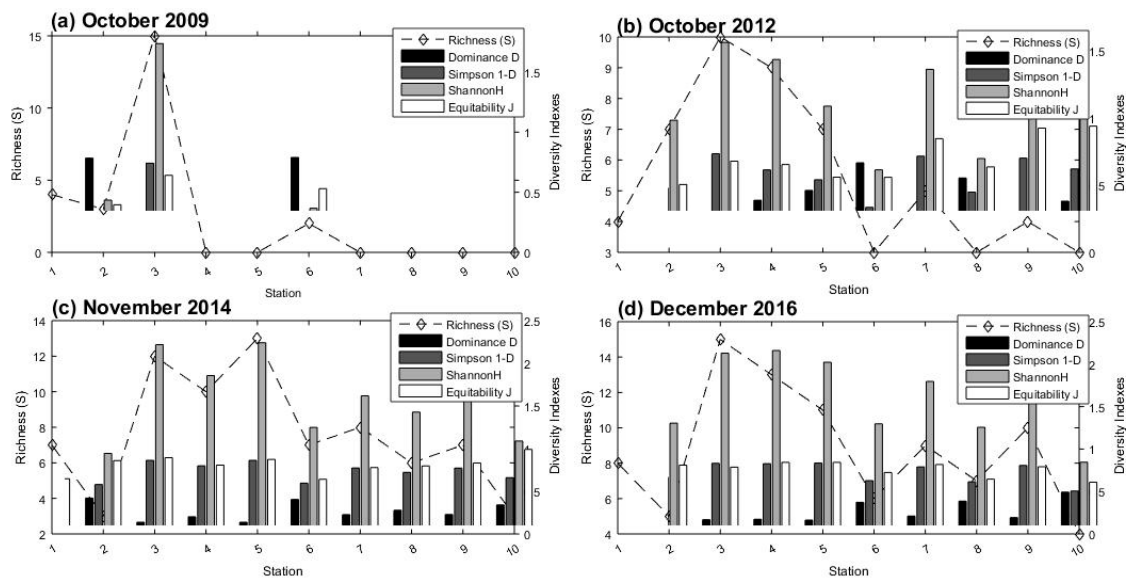 (a) October 2009
Richness (S)
Dominance D
Simpson 1-D
ShannonH
Equitability J
15
10
5
0
1.5
1
0.5
0
Richness (S)
Diversity Indexes
1 2 3 4 5 6 7 8 9 10
Station
(b) October 2012
Richness (S)
Dominance D
Simpson 1-D
ShannonH
Equitability J
10
9
8
7
6
5
4
3
1.5
1
5
0
Richness (S)
Diversity Indexes
1 2 3 4 5 6 7 8 9 10
Station
(c) November 2014
Richness (S)
Dominance D
Simpson 1-D
ShannonH
Equitability J
14
12
10
8
6
4
2
2.5
2
1.5
1
5
0
Richness (S)
Diversity Indexes
1 2 3 4 5 6 7 8 9 10
Station
(d) December 2016
Richness (S)
Dominance D
Simpson 1-D
ShannonH
Equitability J
16
14
12
10
8
6
4
2.5
2
1.5
1
5
0
Richness (S)
Diversity Indexes
1 2 3 4 5 6 7 8 9 10
Station